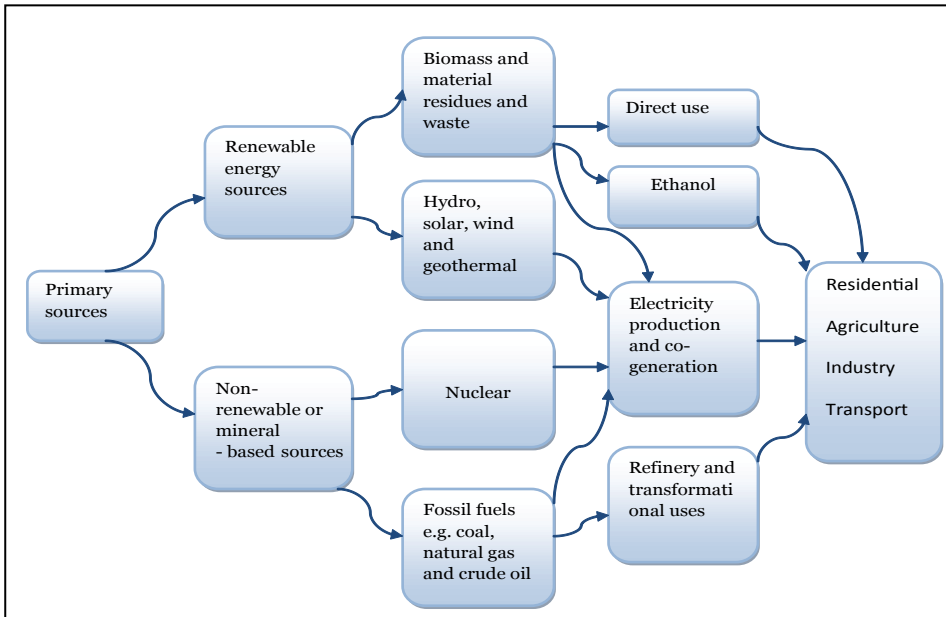 Primary
sources
Renewable
energy
sources
Non-
renewable or
mineral
- based sources
Biomass and
material
residues and
waste
Hydro,
solar, wind
and
geothermal
Nuclear
Fossil fuels
e.g. coal,
natural gas
and crude oil
Direct use
Ethanol
Electricity
production
and co-
generation
Refinery and
transformati
onal uses
Residential
Agriculture
Industry
Transport